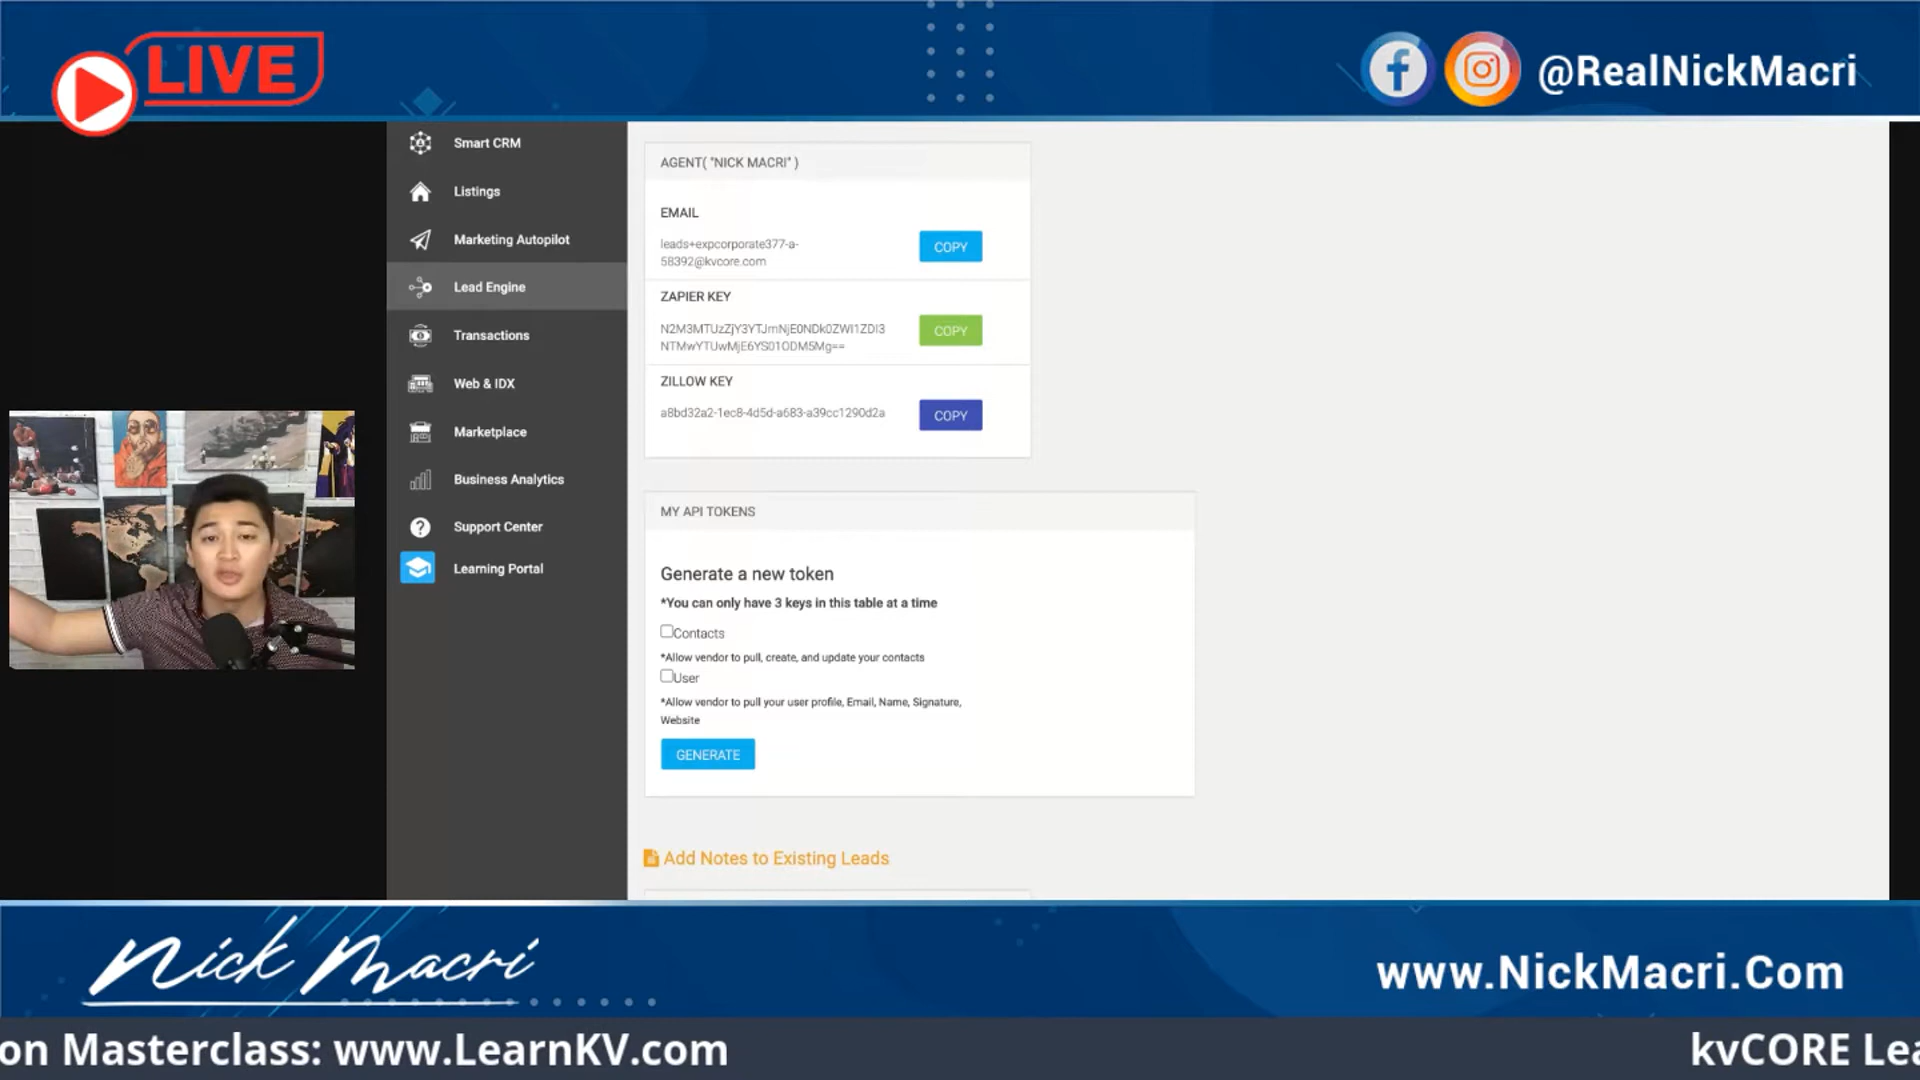 LIVE
@RealNickMacri
Smart CRM
Listings
Marketing Autopilot
Lead Engine
Transactions
Web & IDX
Marketplace
Business Analytics
Support Center
Learning Portal
AGENT( "NICK MACRI" )
EMAIL
leads+expcorporate377-a-
58392@kvcore.com
COPY
ZAPIER KEY
N2M3MTUzZjY3YTJmNjE0NDk0ZWI1ZDI3
NTMwYTUwMjE6YS01ODM5Mg==
COPY
ZILLOW KEY
a8bd32a2-1ec8-4d5d-a683-a39cc1290d2a
COPY
MY API TOKENS
Generate a new token
*You can only have 3 keys in this table at a time
Contacts
*Allow vendor to pull, create, and update your contacts
User
*Allow vendor to pull your user profile, Email, Name, Signature,
Website
GENERATE
Add Notes to Existing Leads
Nick Macri
www.NickMacri.Com
on Masterclass: www.LearnKV.com
kvCORE Lea